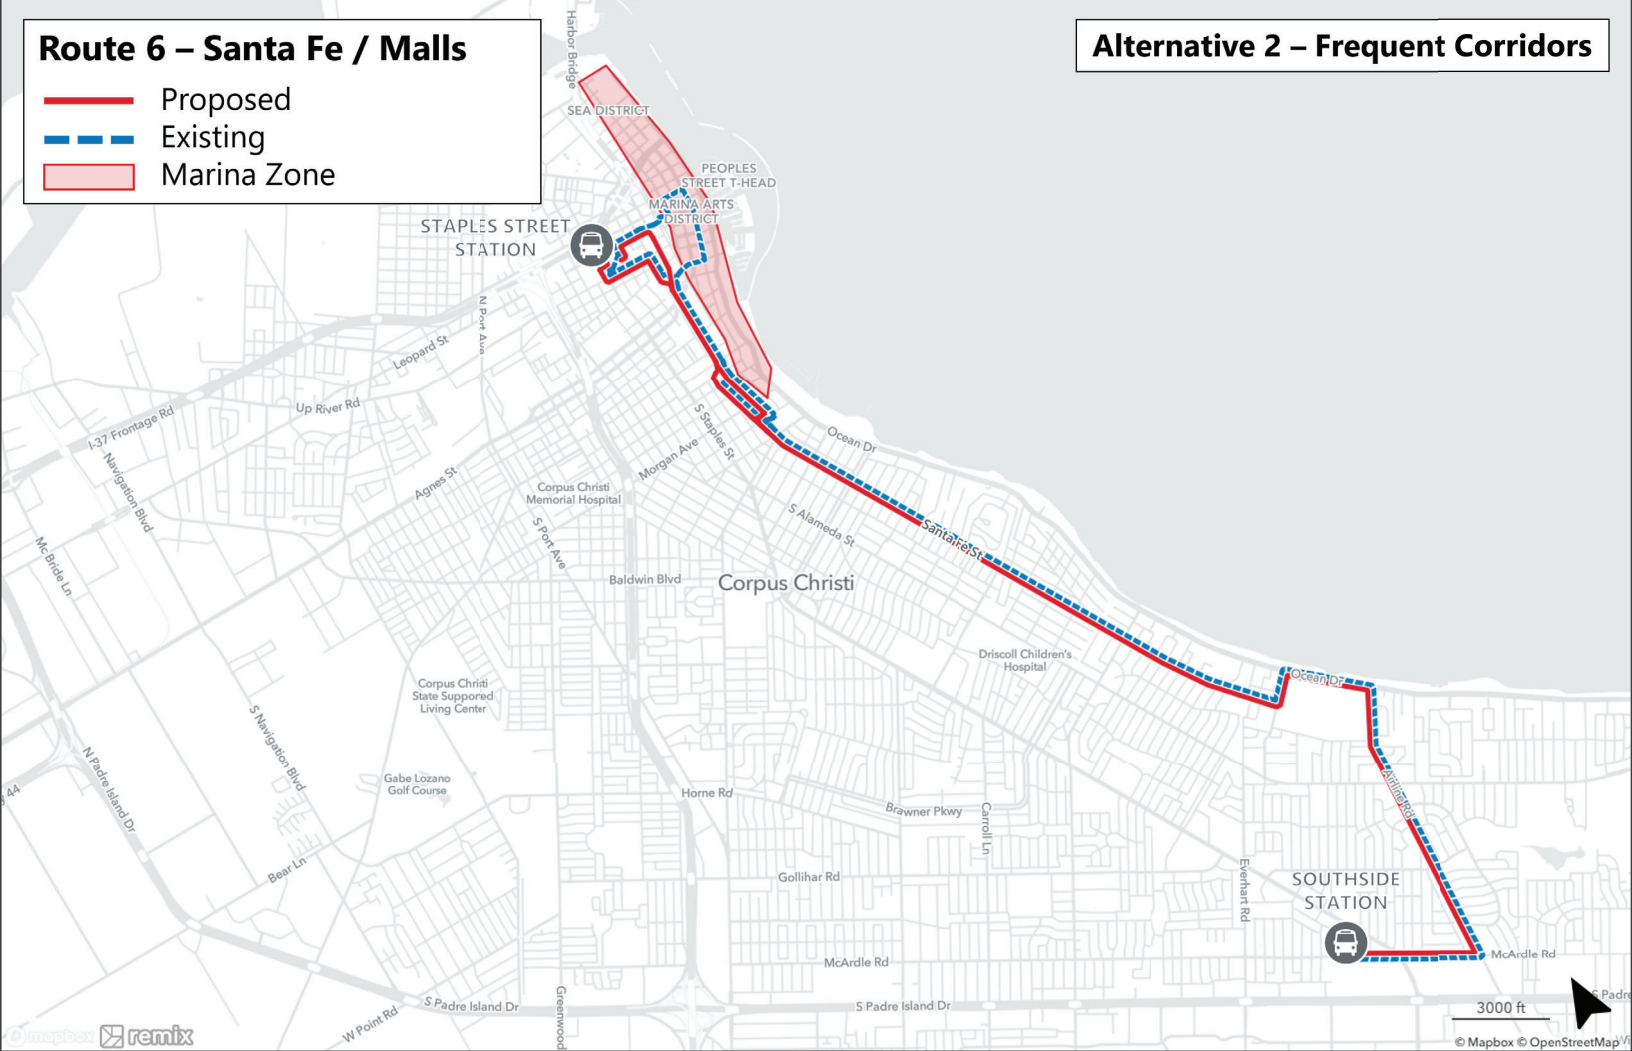 Route 6 – Santa Fe / Malls
Proposed
Existing
Marina Zone
Alternative 2 – Frequent Corridors
Harbor Bridge
SEA DISTRICT
PEOPLES
STREET T-HEAD
MARINA ARTS
DISTRICT
STAPLES STREET
STATION
N Port Ave
Leopard St
Up River Rd
I-37 Frontage Rd
Navigation Blvd
Agnes St
Morgan Ave
S Staples St
Ocean Dr
Corpus Christi
Memorial Hospital
S Port Ave
S Alameda St
Santa Fe St
Mc Bride Ln
Baldwin Blvd
Corpus Christi
Driscoll Children's
Hospital
Ocean Dr
Corpus Christi
State Suppored
Living Center
S Navigation Blvd
N Padre Island Dr
y 44
Gabe Lozano
Golf Course
Horne Rd
Brawner Pkwy
Carroll Ln
Airline Rd
Bear Ln
Gollihar Rd
Everhart Rd
SOUTHSIDE
STATION
McArdle Rd
McArdle Rd
S Padre Island Dr
S Padre Island Dr
S Padre
W Point Rd
Greenwood
3000 ft
mapbox remix
© Mapbox © OpenStreetMap